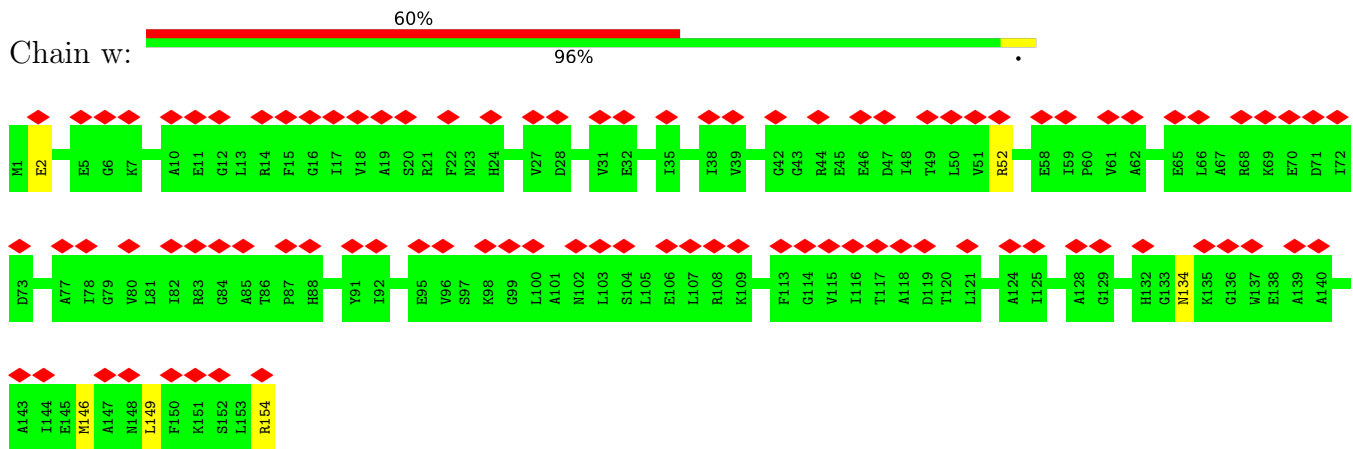 60%
Chain w:
96% .
M1 E2 E5 G6 K7 A10 E11 G12 L13 R14 F15 G16 I17 V18 A19 S20 R21 F22 N23 H24 V27 D28 V31 E32 I35 I38 V39 G42 G43 R44 E45 E46 D47 I48 T49 L50 V51 R52 E58 I59 P60 V61 A62 E65 L66 A67 R68 K69 E70 D71 I72
D73 A77 I78 G79 V80 L81 I82 R83 G84 A85 T86 P87 H88 Y91 I92 E95 V96 S97 K98 G99 L100 A101 N102 L103 S104 L105 E106 L107 R108 K109 F113 G114 V115 I116 T117 A118 D119 T120 L121 A124 I125 A128 G129 H132 G133 N134 K135 G136 W137 E138 A139 A140
A143 I144 E145 M146 A147 N148 L149 F150 K151 S152 L153 R154